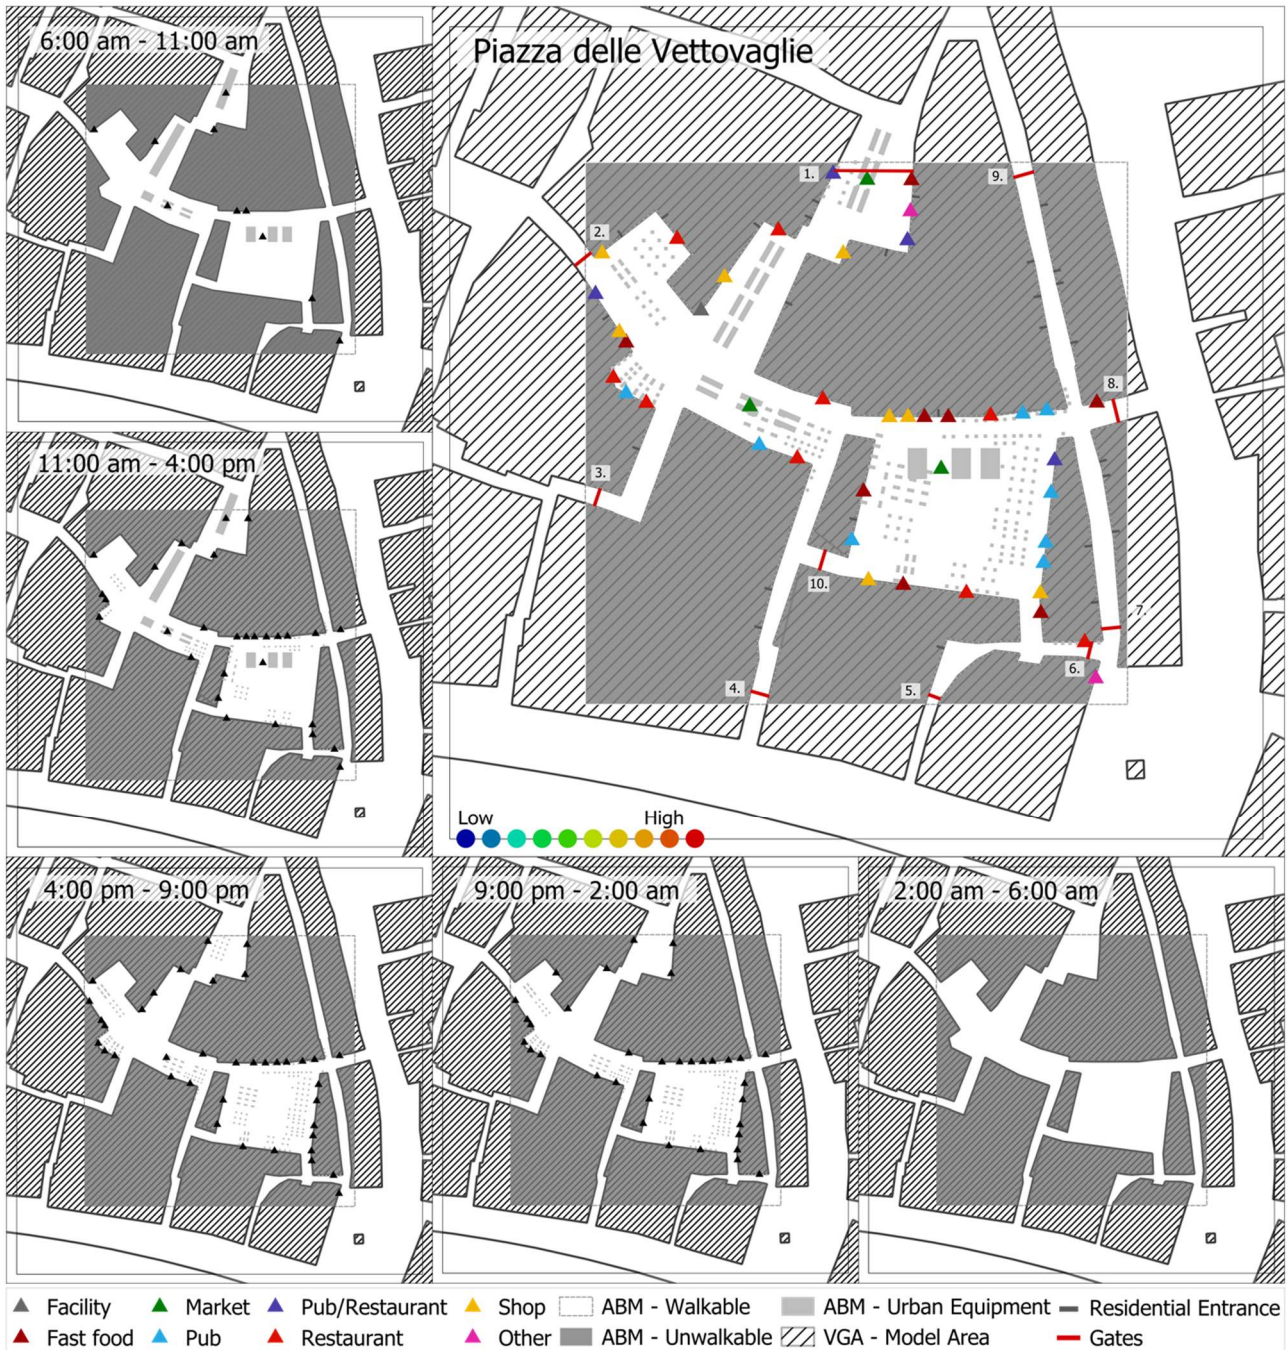 6:00 am - 11:00 am
Piazza delle Vettovaglie
1.
9.
2.
8.
3.
10.
7.
6.
4.
5.
11:00 am - 4:00 pm
Low High
4:00 pm - 9:00 pm
9:00 pm - 2:00 am
2:00 am - 6:00 am
Facility Market Pub/Restaurant Shop ABM - Walkable ABM - Urban Equipment Residential Entrance
Fast food Pub Restaurant Other ABM - Unwalkable VGA - Model Area Gates